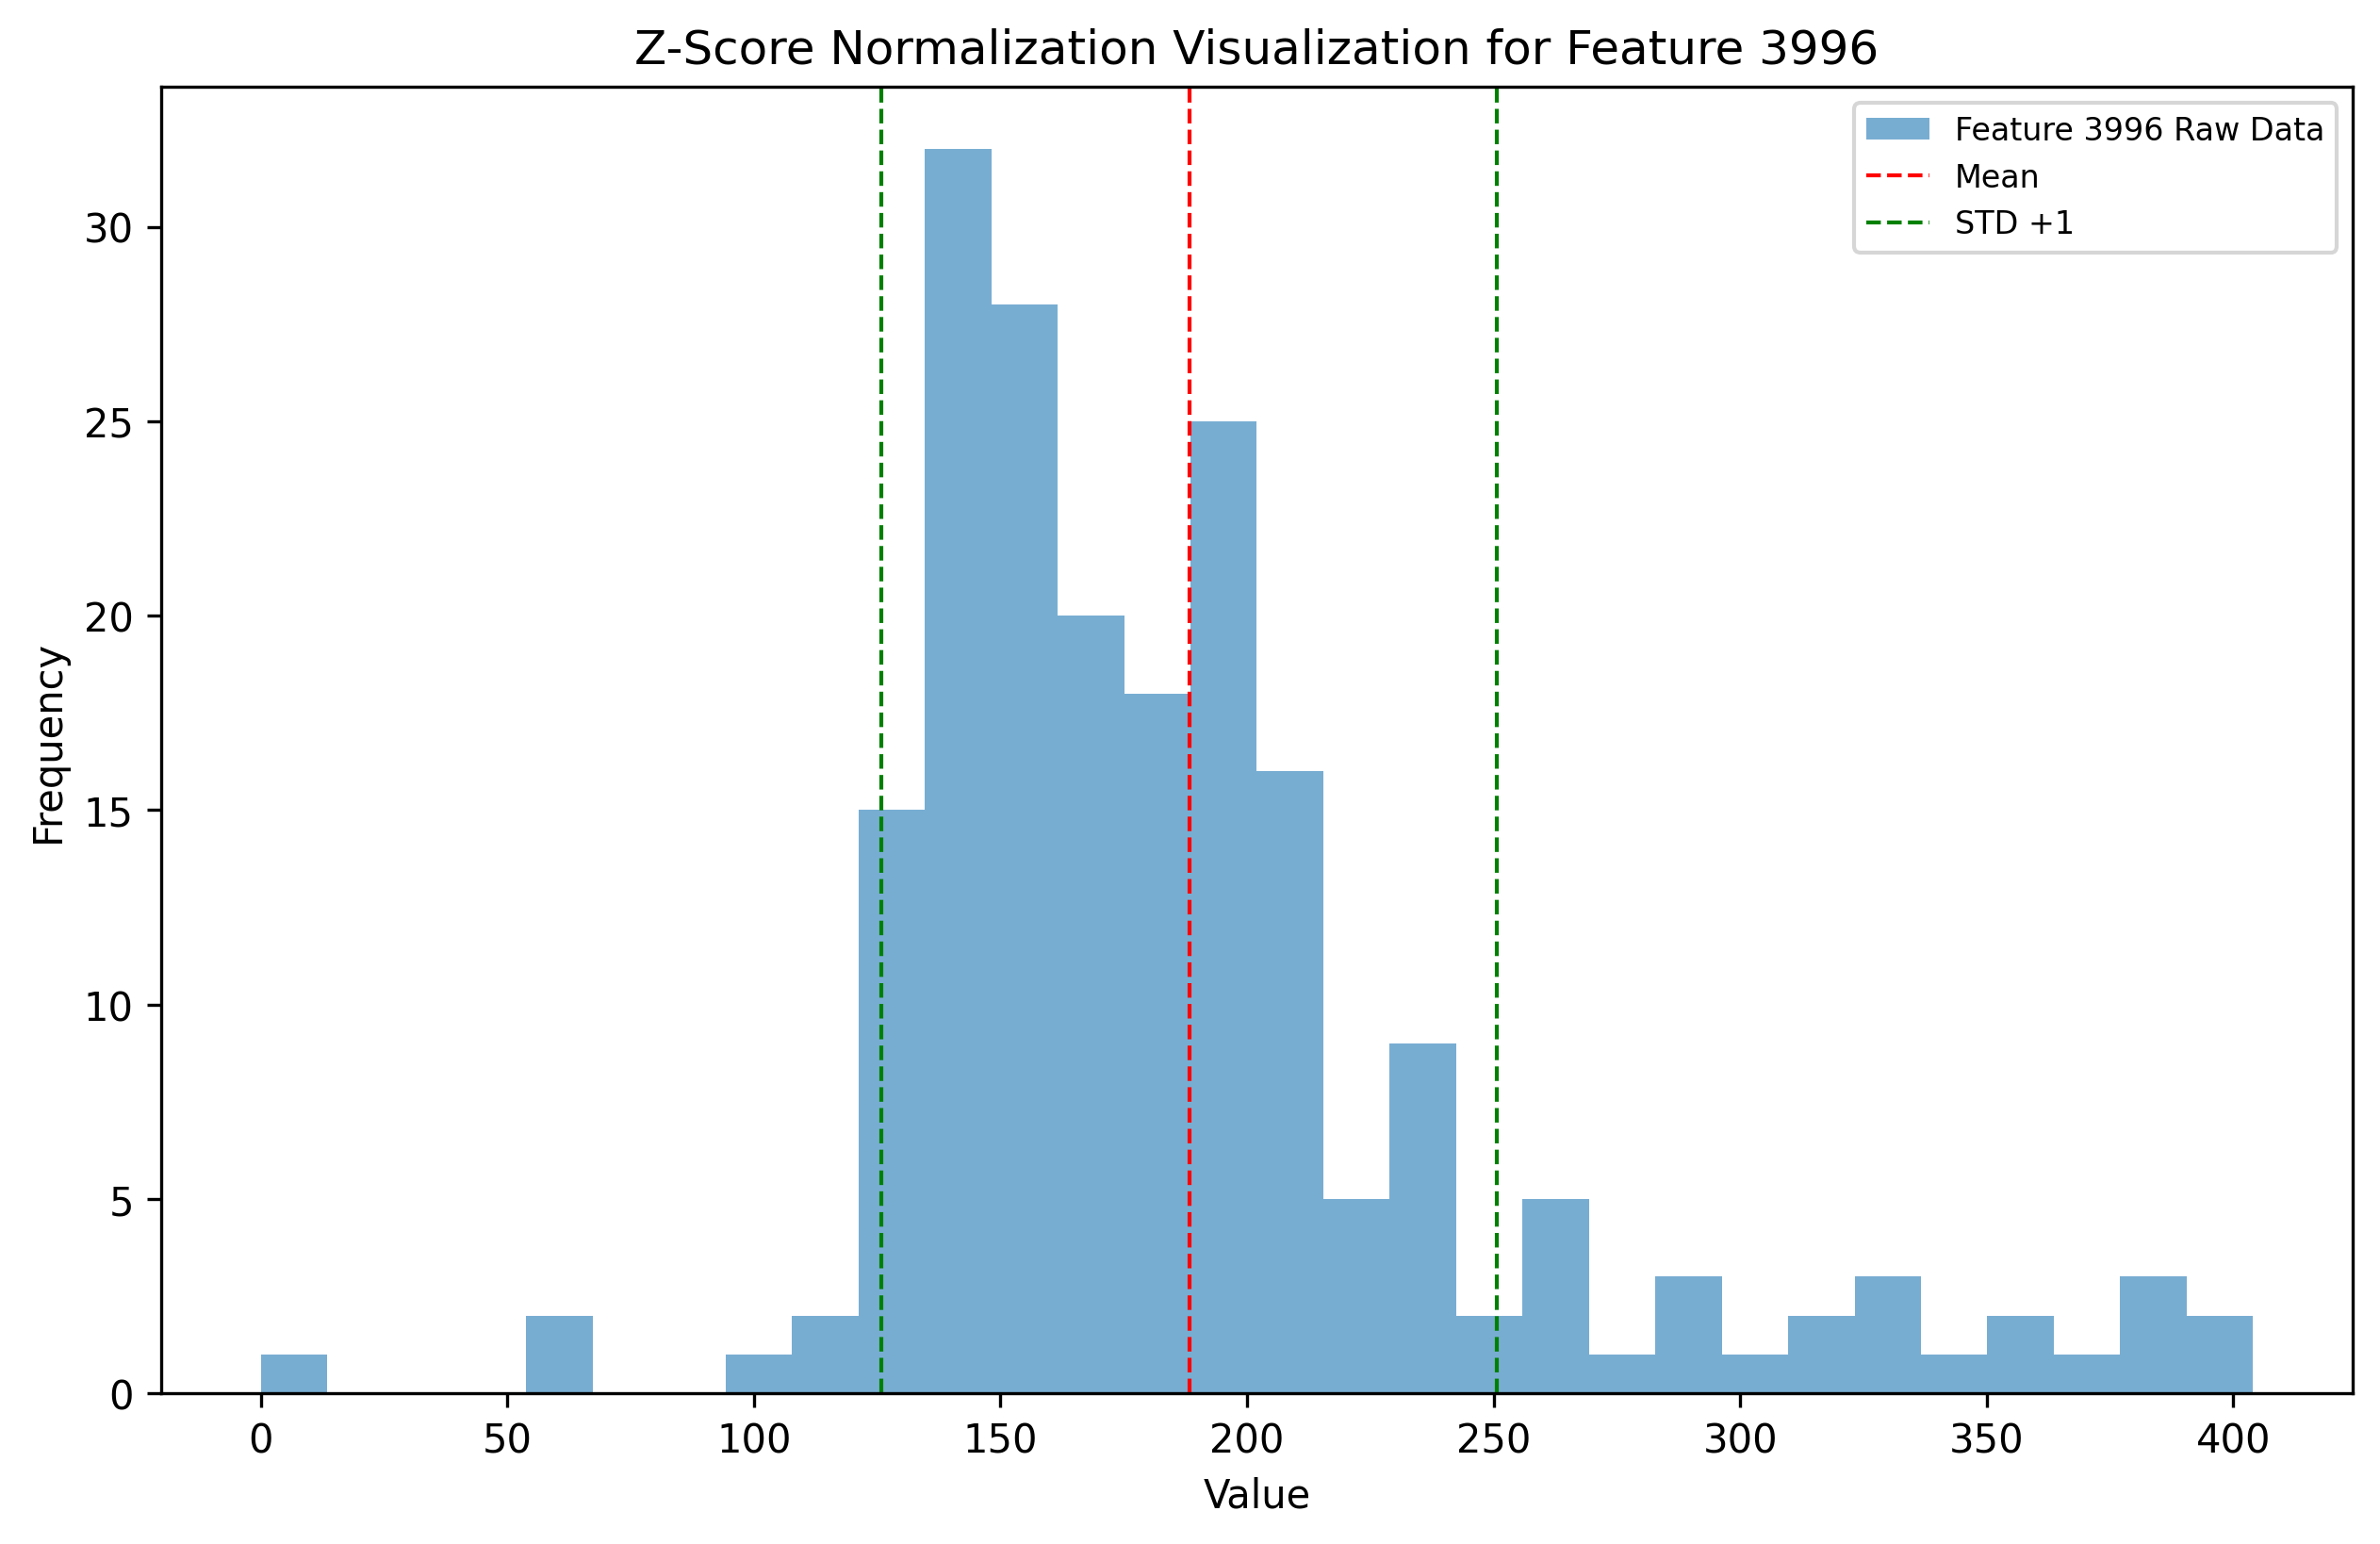 Z-Score Normalization Visualization for Feature 3996
Feature 3996 Raw Data
Mean
STD +1
Frequency
30
25
20
15
10
5
0
0 50 100 150 200 250 300 350 400
Value